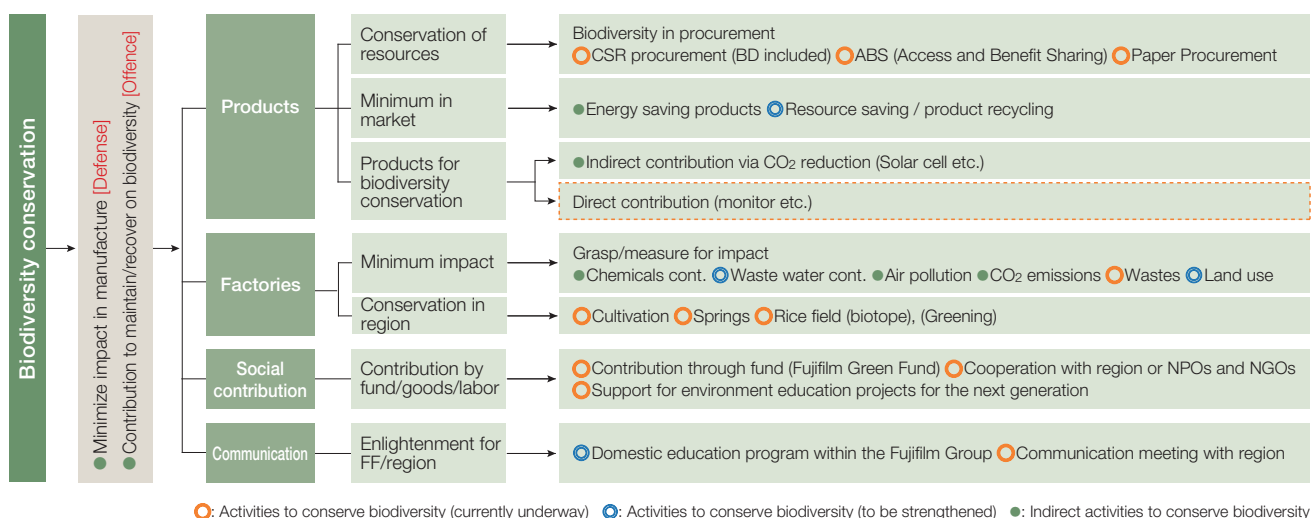 Biodiversity conservation
●Minimize impact in manufacture [Defense]
●Contribution to maintain/recover on biodiversity [Offence]
Products
Conservation of
resources
Biodiversity in procurement
○CSR procurement (BD included) ○ABS (Access and Benefit Sharing) ○Paper Procurement
Minimum in
market
●Energy saving products ◎Resource saving / product recycling
Products for
biodiversity
conservation
●Indirect contribution via CO₂ reduction (Solar cell etc.)
Direct contribution (monitor etc.)
Factories
Minimum impact
Grasp/measure for impact
●Chemicals cont. ◎Waste water cont. ●Air pollution ●CO₂ emissions ○Wastes ◎Land use
Conservation in
region
○Cultivation ○Springs ○Rice field (biotope), (Greening)
Social
contribution
Contribution by
fund/goods/labor
○Contribution through fund (Fujifilm Green Fund) ○Cooperation with region or NPOs and NGOs
○Support for environment education projects for the next generation
Communication
Enlightenment for
FF/region
◎Domestic education program within the Fujifilm Group ○Communication meeting with region
○: Activities to conserve biodiversity (currently underway) ◎: Activities to conserve biodiversity (to be strengthened) ●: Indirect activities to conserve biodiversity